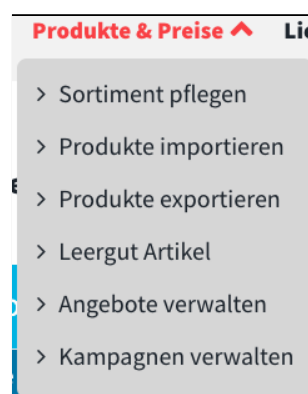 Produkte & Preise
Sortiment pflegen
Produkte importieren
Produkte exportieren
Leergut Artikel
Angebote verwalten
Kampagnen verwalten